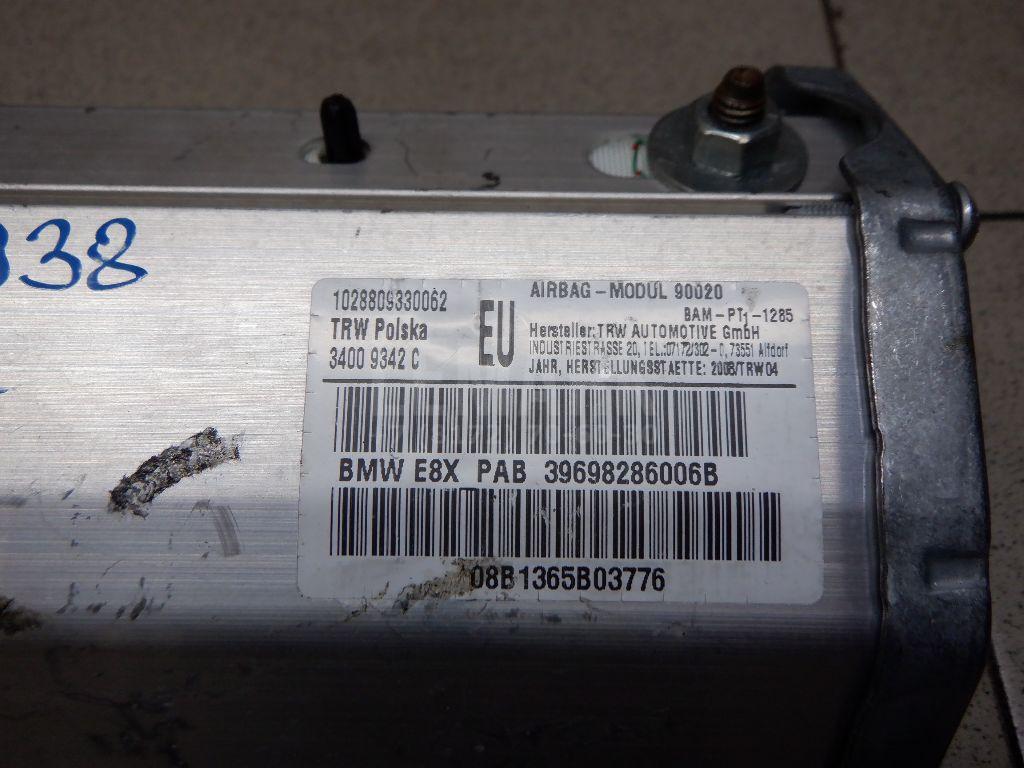 338
1028809330062
TRW Polska
3400 9342 C
EU
AIRBAG-MODUL 90020
BAM-PT1-1285
Hersteller: TRW AUTOMOTIVE GmbH
INDUSTRIESTRASSE 20, TEL.:07172/302-0, 73551 Alfdorf
JAHR, HERSTELLUNGSSTAETTE: 2008/TRW04
BMW E8X PAB 39698286006B
08B1365B03776